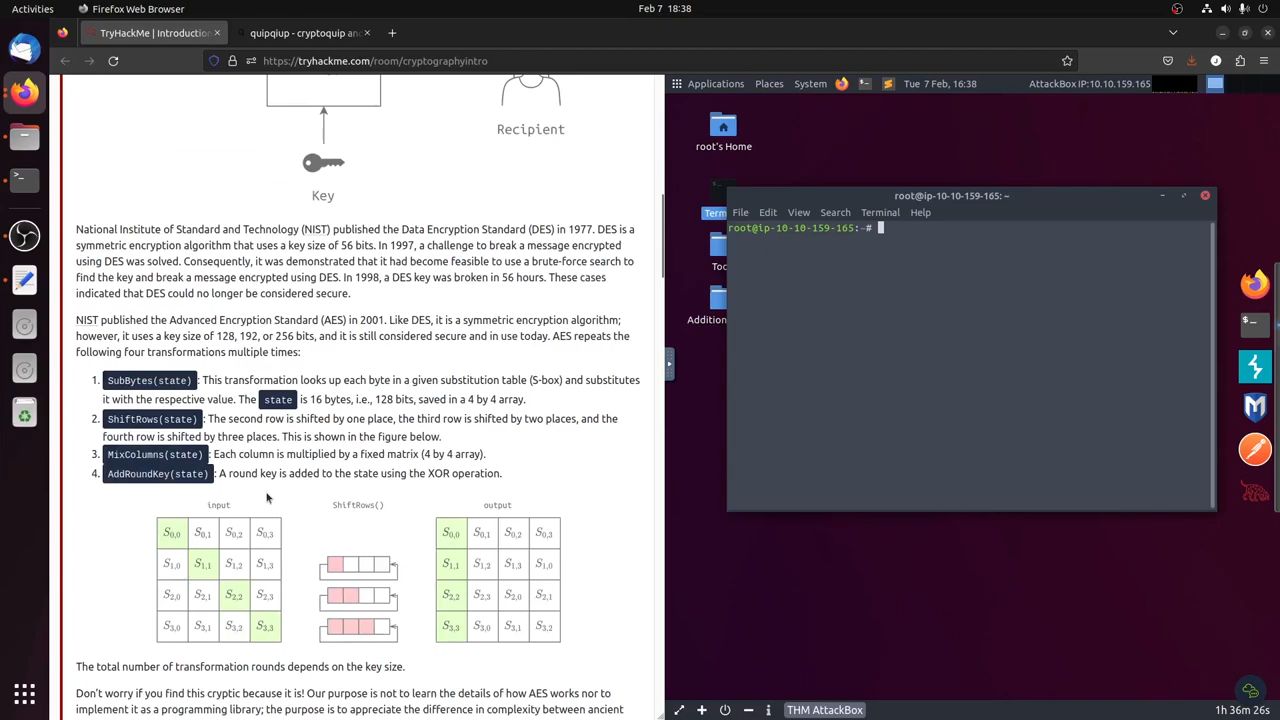 Activities
Firefox Web Browser
Feb 7 18:38
TryHackMe | Introduction
quipqiup - cryptoquip and
https://tryhackme.com/room/cryptographyintro
Recipient
Key
National Institute of Standard and Technology (NIST) published the Data Encryption Standard (DES) in 1977. DES is a
symmetric encryption algorithm that uses a key size of 56 bits. In 1997, a challenge to break a message encrypted
using DES was solved. Consequently, it was demonstrated that it had become feasible to use a brute-force search to
find the key and break a message encrypted using DES. In 1998, a DES key was broken in 56 hours. These cases
indicated that DES could no longer be considered secure.
NIST published the Advanced Encryption Standard (AES) in 2001. Like DES, it is a symmetric encryption algorithm;
however, it uses a key size of 128, 192, or 256 bits, and it is still considered secure and in use today. AES repeats the
following four transformations multiple times:
1. SubBytes(state) : This transformation looks up each byte in a given substitution table (S-box) and substitutes
it with the respective value. The state is 16 bytes, i.e., 128 bits, saved in a 4 by 4 array.
2. ShiftRows(state) : The second row is shifted by one place, the third row is shifted by two places, and the
fourth row is shifted by three places. This is shown in the figure below.
3. MixColumns(state) : Each column is multiplied by a fixed matrix (4 by 4 array).
4. AddRoundKey(state) : A round key is added to the state using the XOR operation.
input ShiftRows() output
S0,0 S0,1 S0,2 S0,3 S0,0 S0,1 S0,2 S0,3
S1,0 S1,1 S1,2 S1,3 S1,1 S1,2 S1,3 S1,0
S2,0 S2,1 S2,2 S2,3 S2,2 S2,3 S2,0 S2,1
S3,0 S3,1 S3,2 S3,3 S3,3 S3,0 S3,1 S3,2
The total number of transformation rounds depends on the key size.
Don't worry if you find this cryptic because it is! Our purpose is not to learn the details of how AES works nor to
implement it as a programming library; the purpose is to appreciate the difference in complexity between ancient
Applications Places System Tue 7 Feb, 16:38 AttackBox IP:10.10.159.165
root's Home
Term
Too
Addition
root@ip-10-10-159-165: ~
File Edit View Search Terminal Help
root@ip-10-10-159-165:~#
THM AttackBox
1h 36m 26s